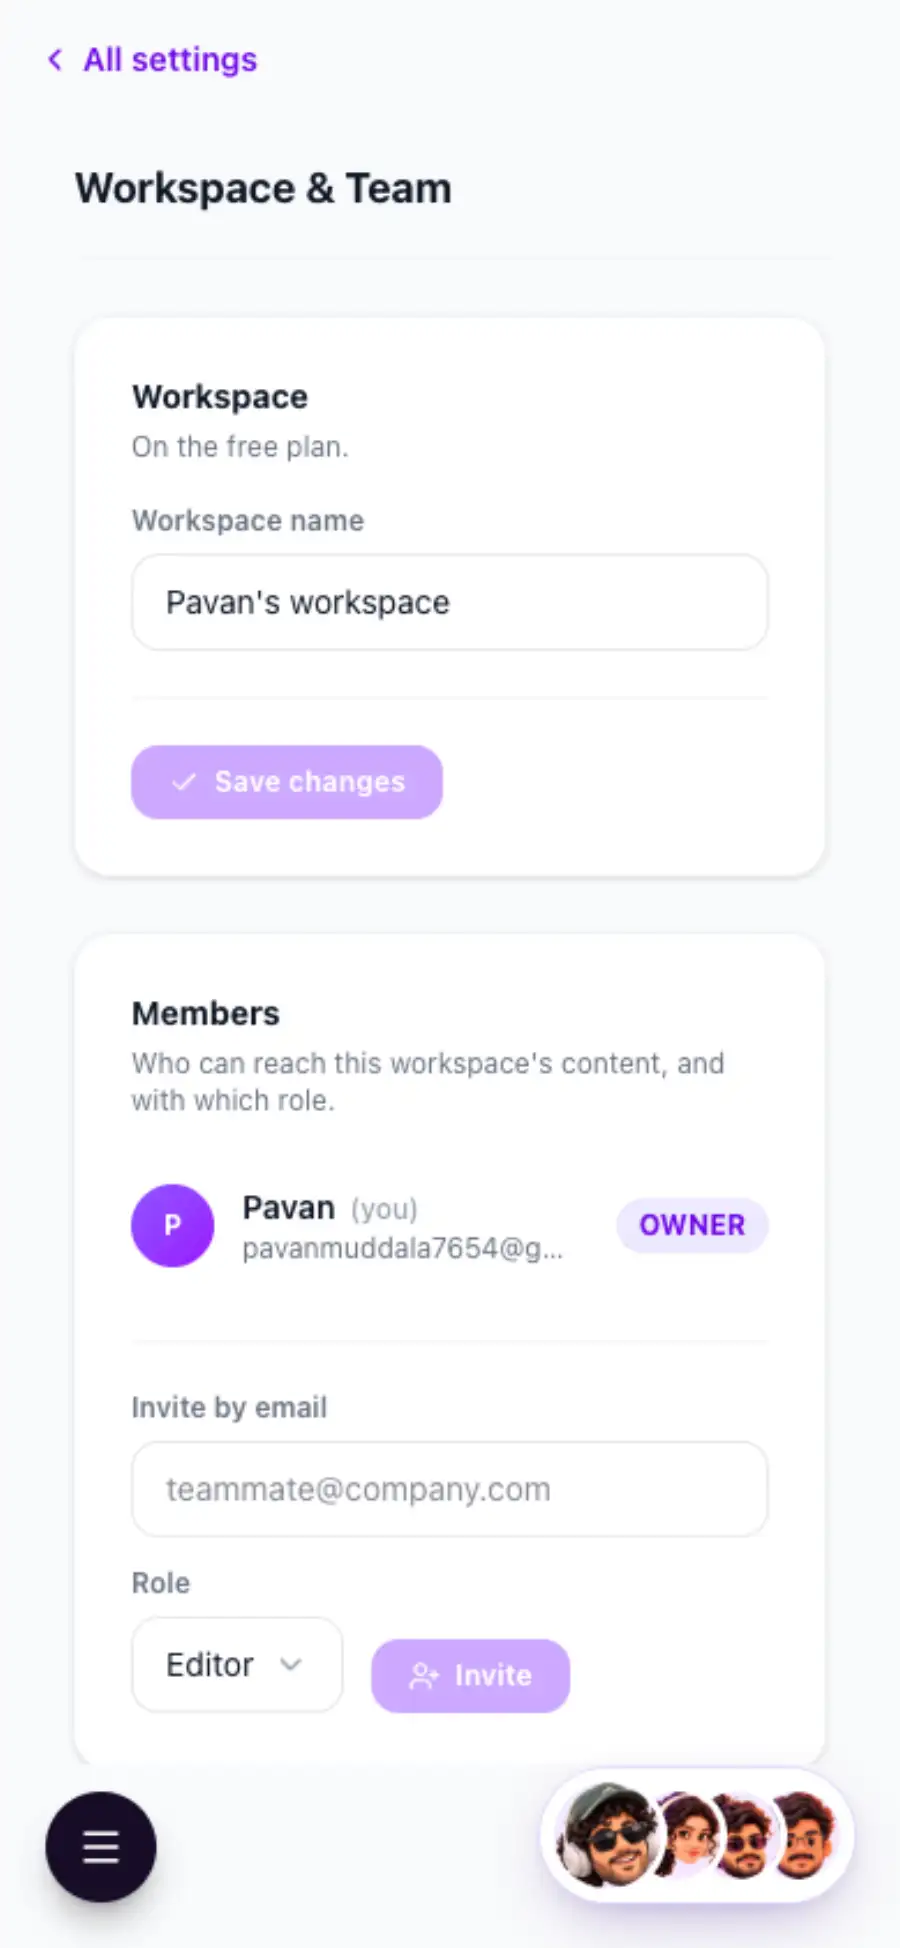 All settings
Workspace & Team
Workspace
On the free plan.
Workspace name
Pavan's workspace
Save changes
Members
Who can reach this workspace's content, and
with which role.
P
Pavan (you)
pavanmuddala7654@g...
OWNER
Invite by email
teammate@company.com
Role
Editor
Invite